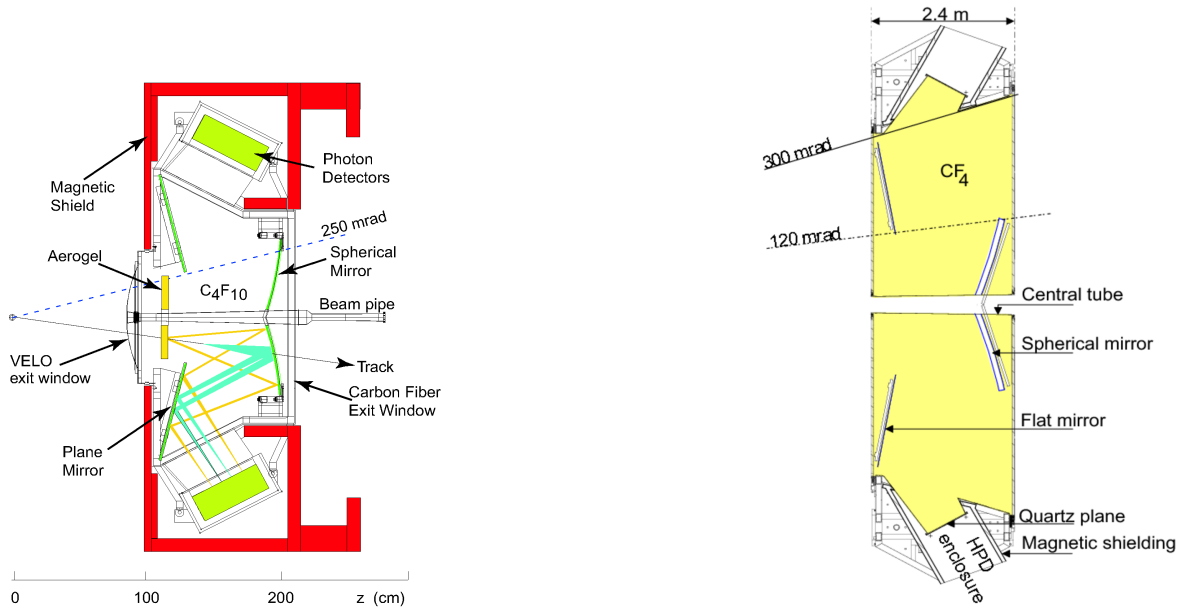 Magnetic
Shield
Aerogel
VELO
exit window
Plane
Mirror
Photon
Detectors
250 mrad
Spherical
Mirror
C4F10
Beam pipe
Track
Carbon Fiber
Exit Window
0
100
200
z (cm)
2.4 m
300 mrad
CF4
120 mrad
Central tube
Spherical mirror
Flat mirror
Quartz plane
Magnetic shielding
HPD
enclosure